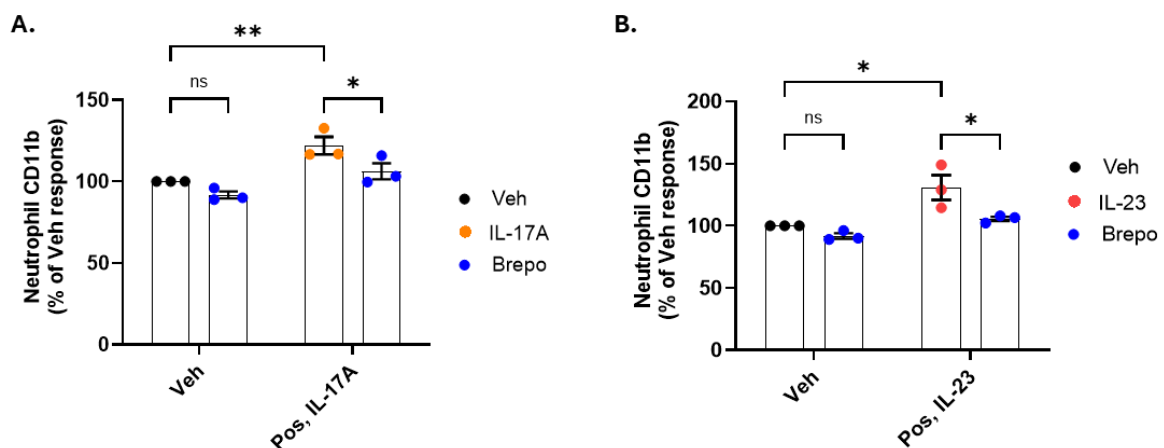 A.
**
ns
*
Neutrophil CD11b
(% of Veh response)
150
100
50
0
Veh
Pos, IL-17A
Veh
IL-17A
Brepo
B.
*
ns
*
Neutrophil CD11b
(% of Veh response)
200
150
100
50
0
Veh
Pos, IL-23
Veh
IL-23
Brepo